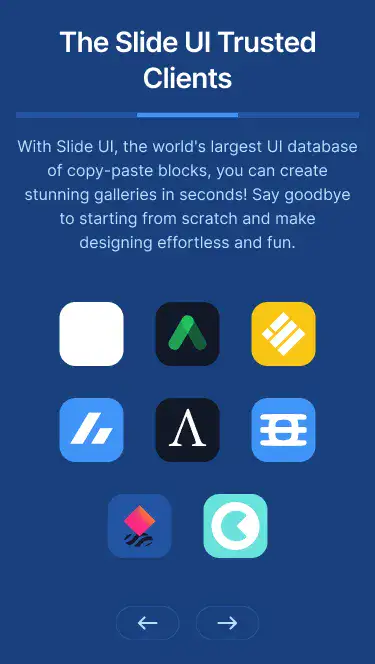 The Slide UI Trusted
Clients
With Slide UI, the world's largest UI database
of copy-paste blocks, you can create
stunning galleries in seconds! Say goodbye
to starting from scratch and make
designing effortless and fun.